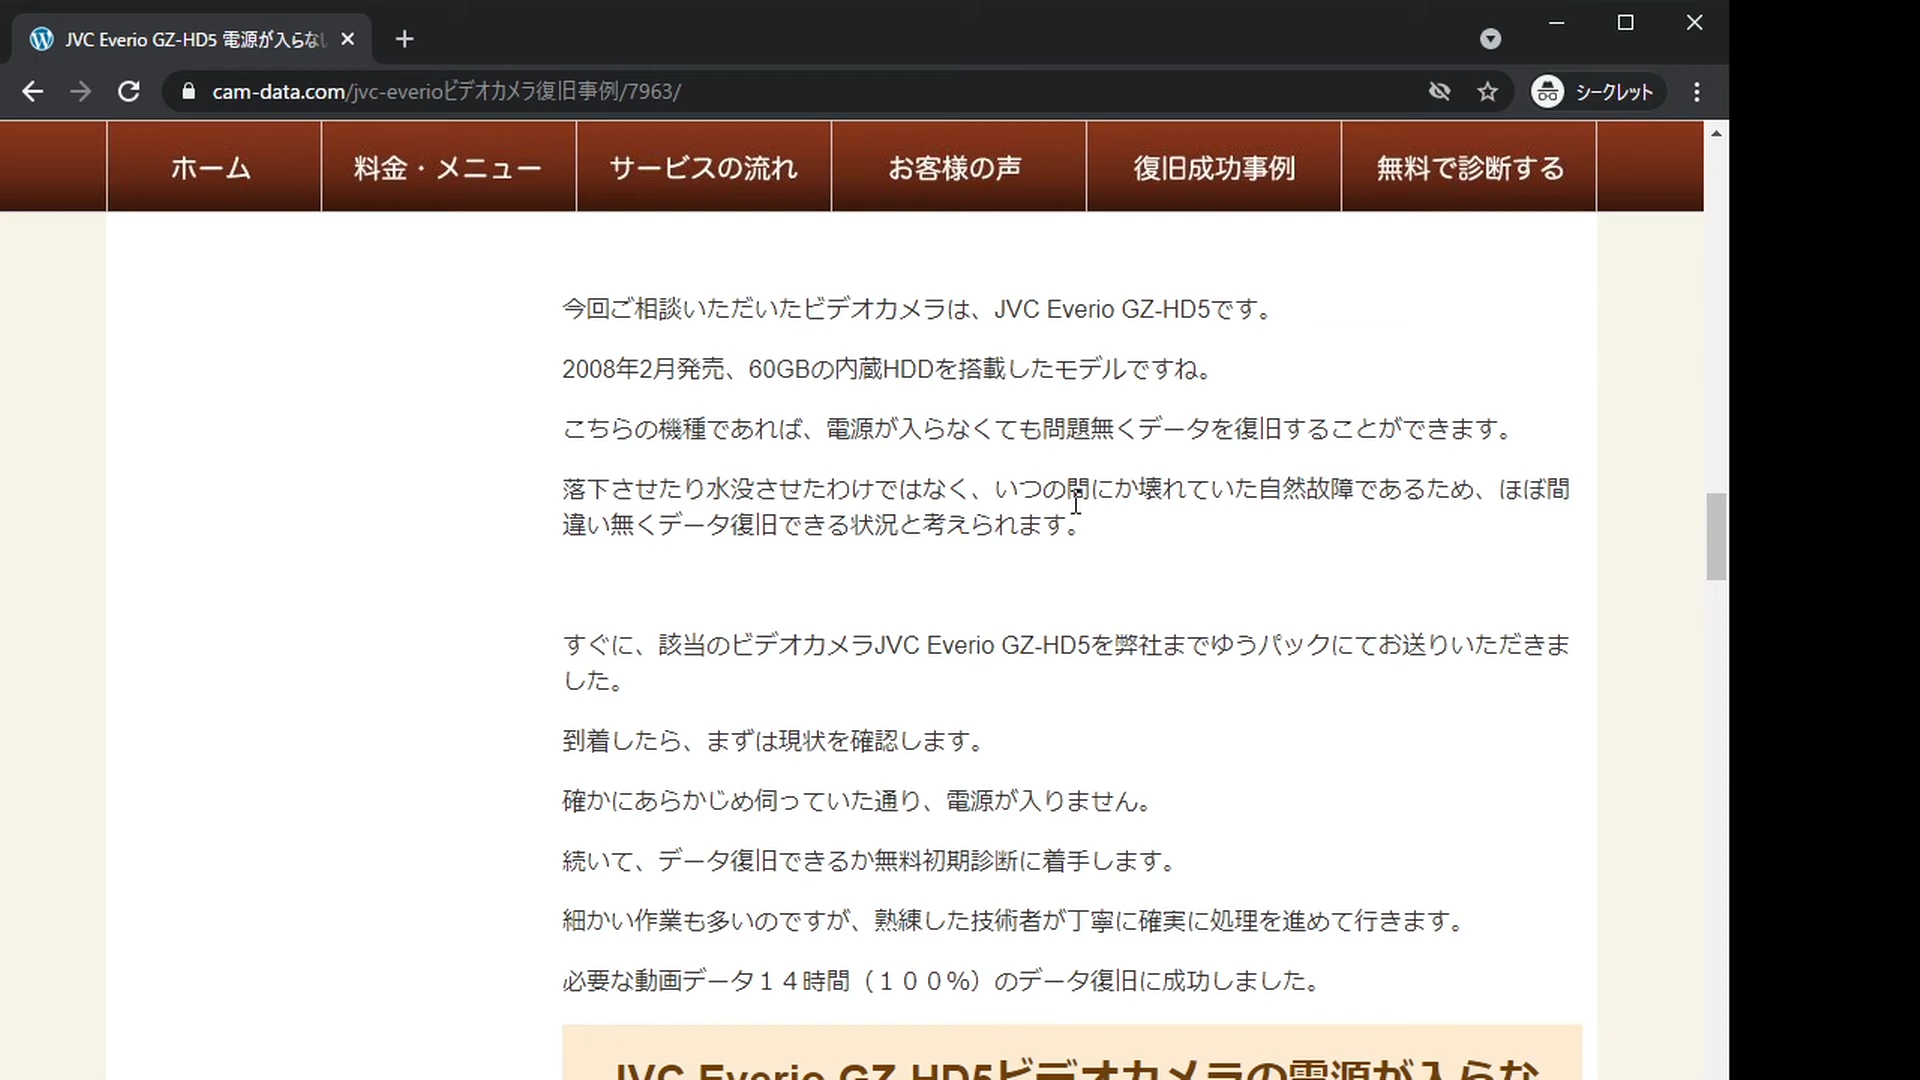 JVC Everio GZ-HD5 電源が入らな
cam-data.com/jvc-everioビデオカメラ復旧事例/7963/
シークレット
ホーム
料金・メニュー
サービスの流れ
お客様の声
復旧成功事例
無料で診断する
今回ご相談いただいたビデオカメラは、JVC Everio GZ-HD5です。
2008年2月発売、60GBの内蔵HDDを搭載したモデルですね。
こちらの機種であれば、電源が入らなくても問題無くデータを復旧することができます。
落下させたり水没させたわけではなく、いつの間にか壊れていた自然故障であるため、ほぼ間
違い無くデータ復旧できる状況と考えられます。
すぐに、該当のビデオカメラJVC Everio GZ-HD5を弊社までゆうパックにてお送りいただきま
した。
到着したら、まずは現状を確認します。
確かにあらかじめ伺っていた通り、電源が入りません。
続いて、データ復旧できるか無料初期診断に着手します。
細かい作業も多いのですが、熟練した技術者が丁寧に確実に処理を進めて行きます。
必要な動画データ１４時間（１００％）のデータ復旧に成功しました。
JVC Everio GZ-HD5ビデオカメラの電源が入らな